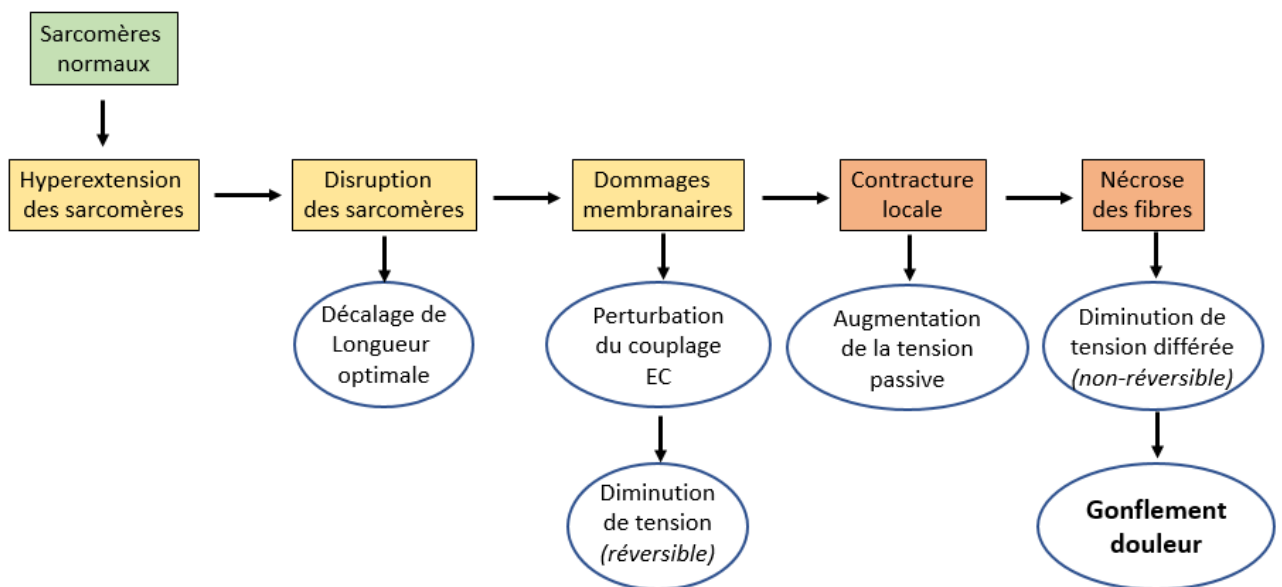 Sarcomères
normaux
Hyperextension
des sarcomères
Disruption
des sarcomères
Dommages
membranaires
Contracture
locale
Nécrose
des fibres
Décalage de
Longueur
optimale
Perturbation
du couplage
EC
Augmentation
de la tension
passive
Diminution de
tension différée
(non-réversible)
Diminution
de tension
(réversible)
Gonflement
douleur